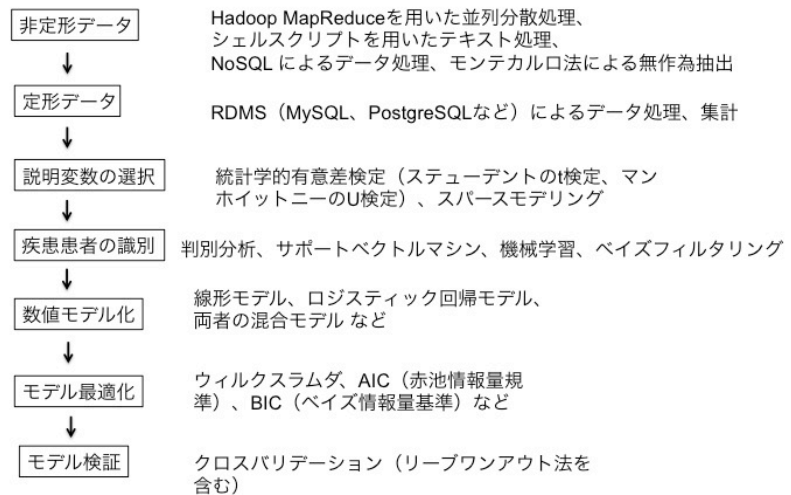 非定形データ
Hadoop MapReduceを用いた並列分散処理、
シェルスクリプトを用いたテキスト処理、
NoSQL によるデータ処理、モンテカルロ法による無作為抽出
定形データ
RDMS（MySQL、PostgreSQLなど）によるデータ処理、集計
説明変数の選択
統計学的有意差検定（ステューデントのt検定、マン
ホイットニーのU検定）、スパースモデリング
疾患患者の識別
判別分析、サポートベクトルマシン、機械学習、ベイズフィルタリング
数値モデル化
線形モデル、ロジスティック回帰モデル、
両者の混合モデル など
モデル最適化
ウィルクスラムダ、AIC（赤池情報量規
準）、BIC（ベイズ情報量基準）など
モデル検証
クロスバリデーション（リーブワンアウト法を
含む）